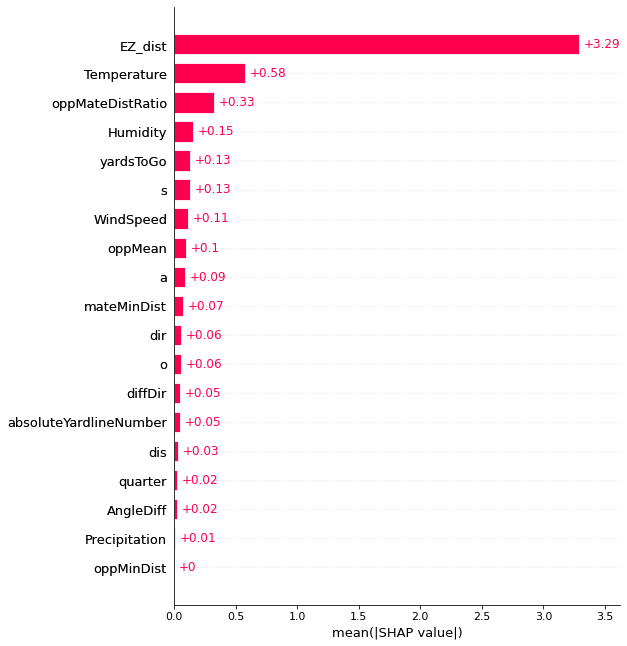 EZ_dist +3.29
Temperature +0.58
oppMateDistRatio +0.33
Humidity +0.15
yardsToGo +0.13
s +0.13
WindSpeed +0.11
oppMean +0.1
a +0.09
mateMinDist +0.07
dir +0.06
o +0.06
diffDir +0.05
absoluteYardlineNumber +0.05
dis +0.03
quarter +0.02
AngleDiff +0.02
Precipitation +0.01
oppMinDist +0
0.0 0.5 1.0 1.5 2.0 2.5 3.0 3.5
mean(|SHAP value|)